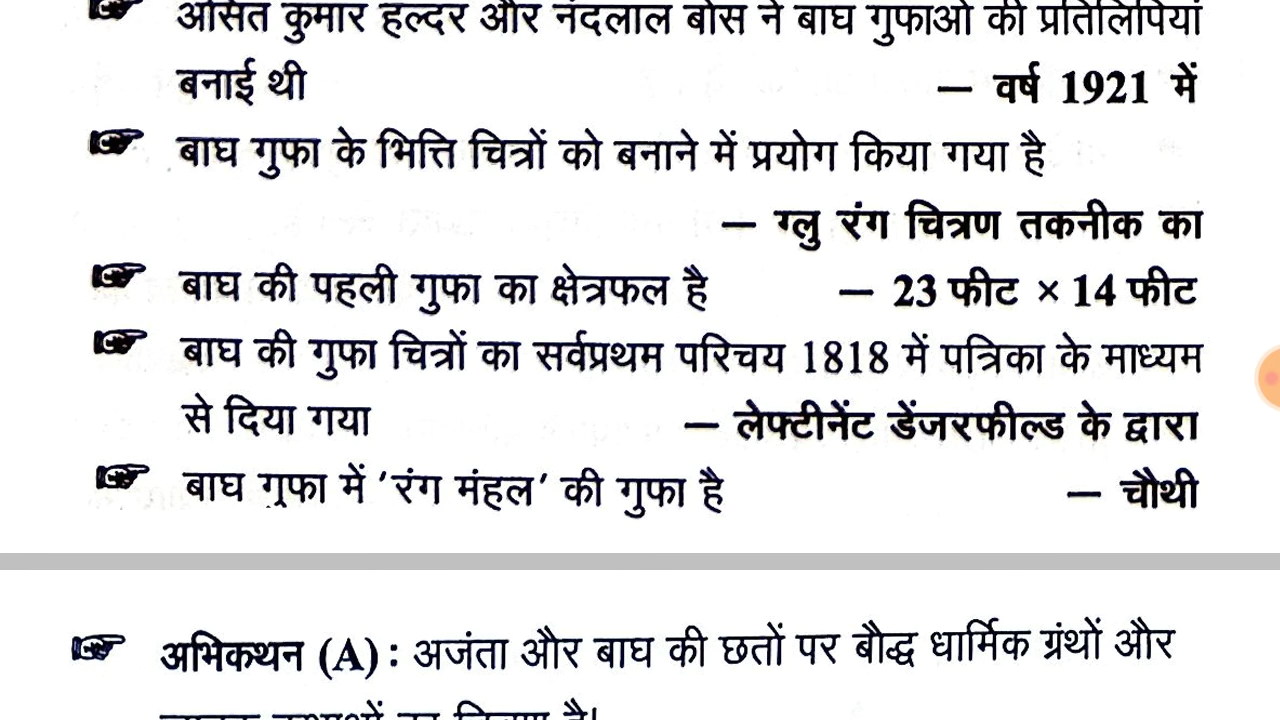 असित कुमार हल्दर और नंदलाल बोस ने बाघ गुफाओं की प्रतिलिपियां
बनाई थी — वर्ष 1921 में
बाघ गुफा के भित्ति चित्रों को बनाने में प्रयोग किया गया है
— ग्लु रंग चित्रण तकनीक का
बाघ की पहली गुफा का क्षेत्रफल है — 23 फीट × 14 फीट
बाघ की गुफा चित्रों का सर्वप्रथम परिचय 1818 में पत्रिका के माध्यम
से दिया गया — लेफ्टीनेंट डेंजरफील्ड के द्वारा
बाघ गुफा में ‘रंग मंहल’ की गुफा है — चौथी
अभिकथन (A) : अजंता और बाघ की छतों पर बौद्ध धार्मिक ग्रंथों और